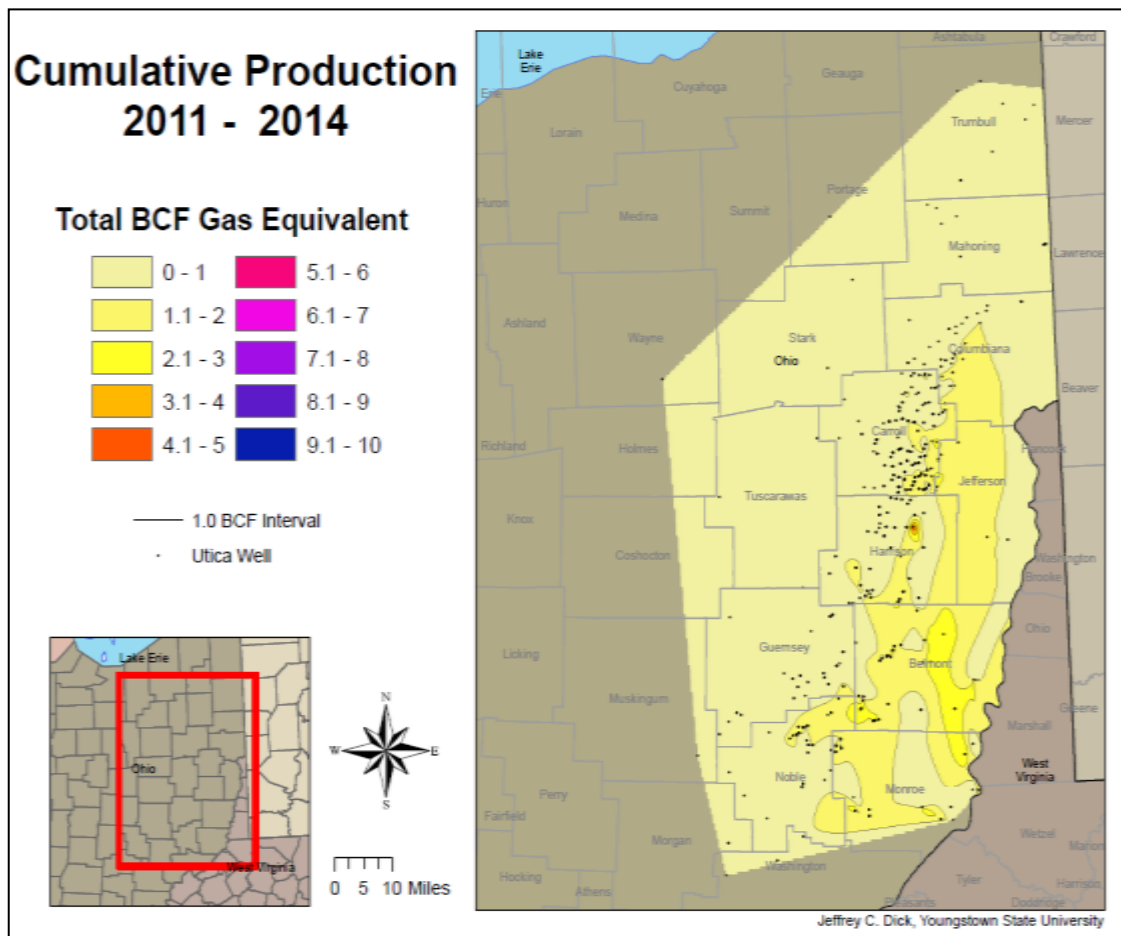 Cumulative Production
2011 - 2014
Total BCF Gas Equivalent
0 - 1
5.1 - 6
1.1 - 2
6.1 - 7
2.1 - 3
7.1 - 8
3.1 - 4
8.1 - 9
4.1 - 5
9.1 - 10
1.0 BCF Interval
Utica Well
Lake Erie
Ohio
West Virginia
N
W E
S
0 5 10 Miles
Ashtabula
Crawford
Lake
Erie
Geauga
Erie
Cuyahoga
Trumbull
Mercer
Lorain
Portage
Huron
Medina
Summit
Mahoning
Lawrence
Ashland
Wayne
Stark
Columbiana
Ohio
Beaver
Carroll
Richland
Holmes
Hancock
Jefferson
Tuscarawas
Knox
Coshocton
Harrison
Washington
Brooke
Ohio
Guernsey
Licking
Belmont
Muskingum
Greene
Marshall
West
Virginia
Noble
Monroe
Perry
Fairfield
Morgan
Wetzel
Marion
Washington
Hocking
Tyler
Athens
Harrison
Pleasants
Doddridge
Jeffrey C. Dick, Youngstown State University